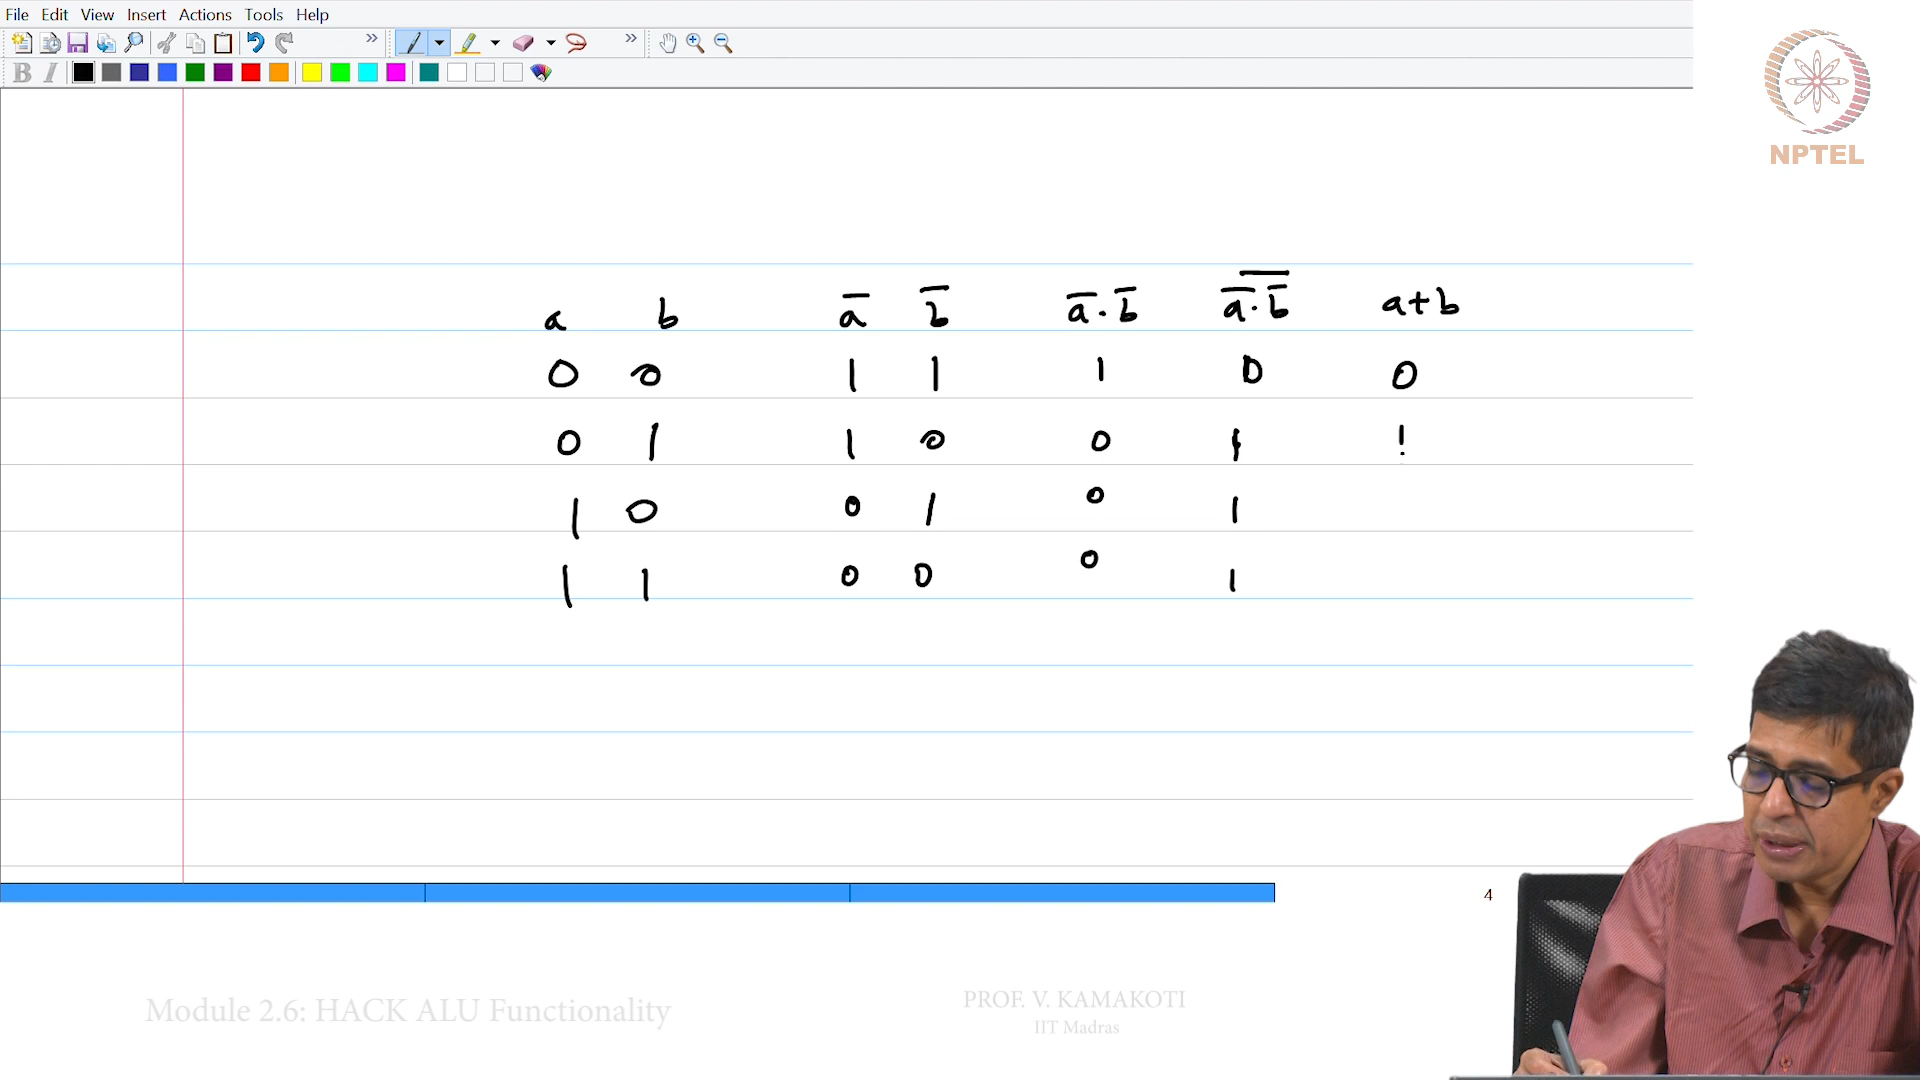 File Edit View Insert Actions Tools Help
B I
NPTEL
a b a̅ b̅ a̅.b̅ \overline{a̅.b̅} a+b
0 0 1 1 1 0 0
0 1 1 0 0 1 1
1 0 0 1 0 1
1 1 0 0 0 1
4
Module 2.6: HACK ALU Functionality
PROF. V. KAMAKOTI
IIT Madras